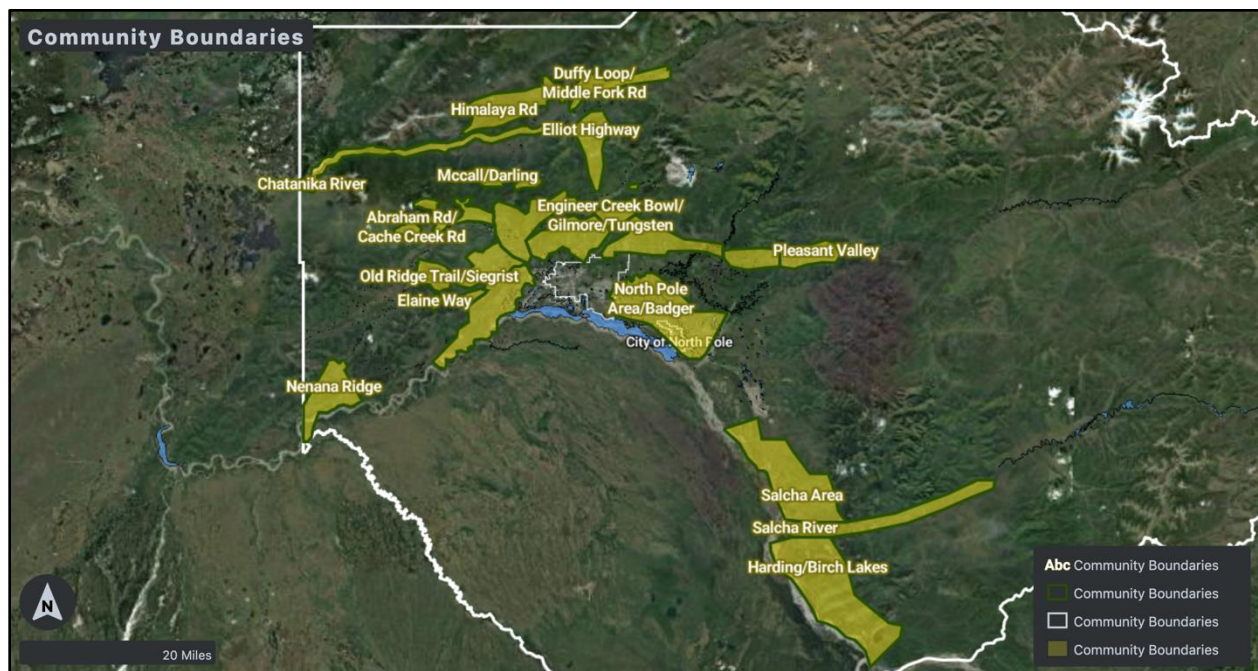 Community Boundaries
Duffy Loop/
Middle Fork Rd
Himalaya Rd
Elliot Highway
Chatanika River
Mccall/Darling
Abraham Rd/
Cache Creek Rd
Engineer Creek Bowl/
Gilmore/Tungsten
Pleasant Valley
Old Ridge Trail/Siegrist
Elaine Way
North Pole
Area/Badger
City of North Pole
Nenana Ridge
Salcha Area
Salcha River
Harding/Birch Lakes
N
20 Miles
Abc Community Boundaries
Community Boundaries
Community Boundaries
Community Boundaries